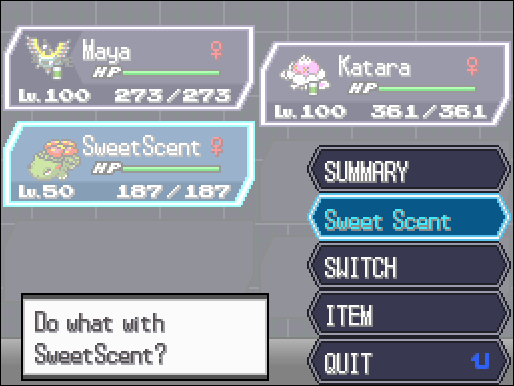 Maya ♀
HP
Lv.100 273/273
Katara ♀
HP
Lv.100 361/361
SweetScent ♀
HP
Lv.50 187/187
SUMMARY
Sweet Scent
SWITCH
ITEM
QUIT
Do what with
SweetScent?